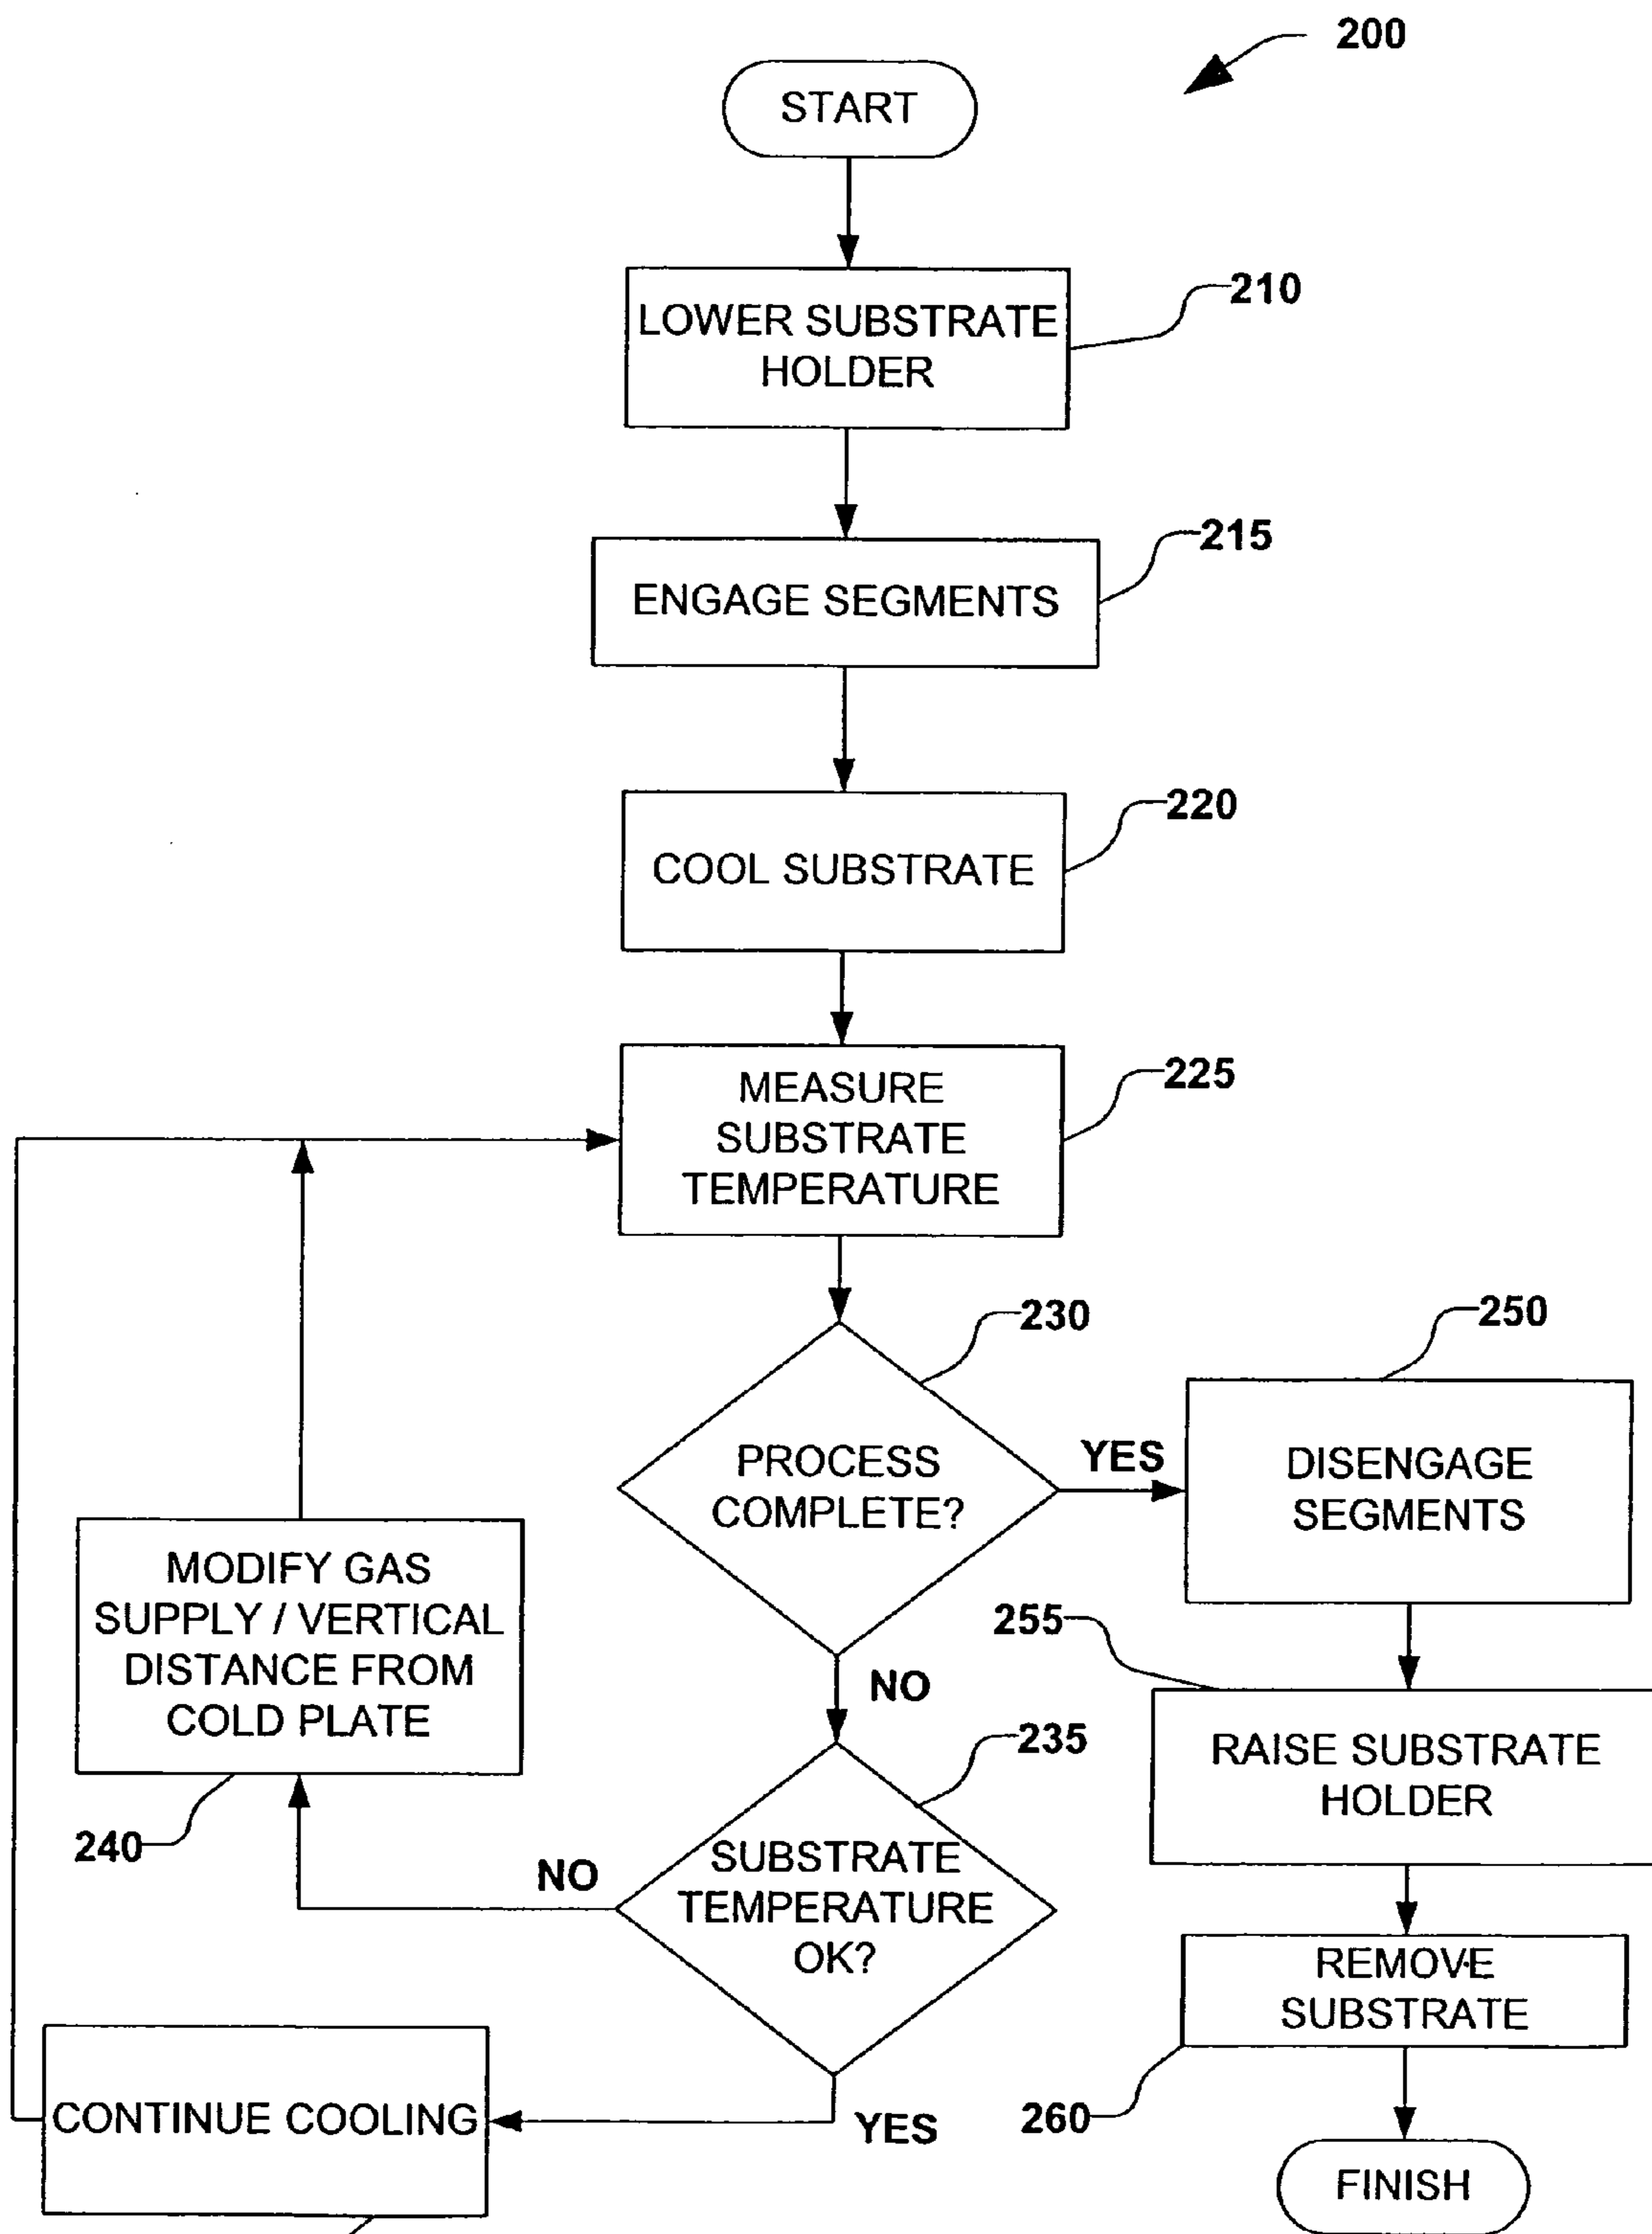 200
START
LOWER SUBSTRATE
HOLDER
210
ENGAGE SEGMENTS
215
COOL SUBSTRATE
220
MEASURE
SUBSTRATE
TEMPERATURE
225
PROCESS
COMPLETE?
230
YES
NO
DISENGAGE
SEGMENTS
250
MODIFY GAS
SUPPLY / VERTICAL
DISTANCE FROM
COLD PLATE
240
SUBSTRATE
TEMPERATURE
OK?
235
NO
YES
RAISE SUBSTRATE
HOLDER
255
REMOVE
SUBSTRATE
260
CONTINUE COOLING
FINISH